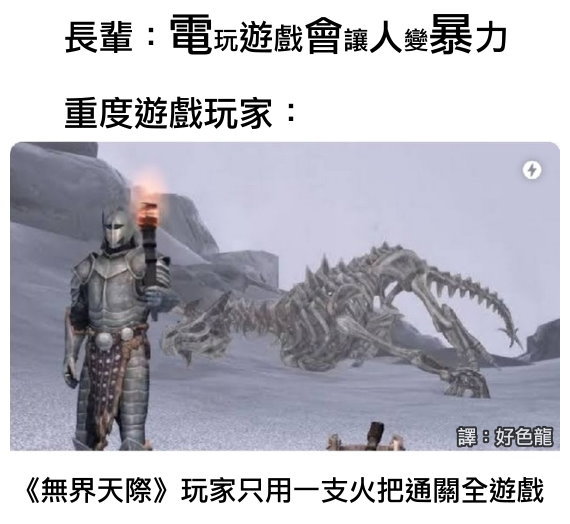 長輩：電玩遊戲會讓人變暴力
重度遊戲玩家：
譯：好色龍
《無界天際》玩家只用一支火把通關全遊戲